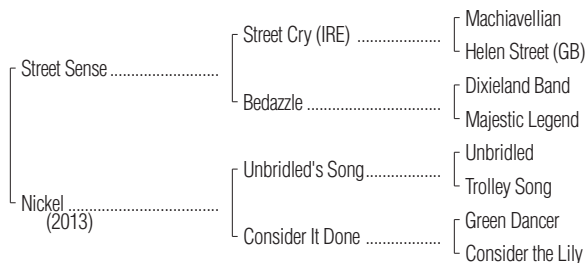 Machiavellian
Street Cry (IRE) ......................
Helen Street (GB)
Street Sense .............................
Dixieland Band
Bedazzle ...................................
Majestic Legend
Unbridled
Unbridled's Song....................
Trolley Song
Nickel .................................
(2013)
Green Dancer
Consider It Done ....................
Consider the Lily